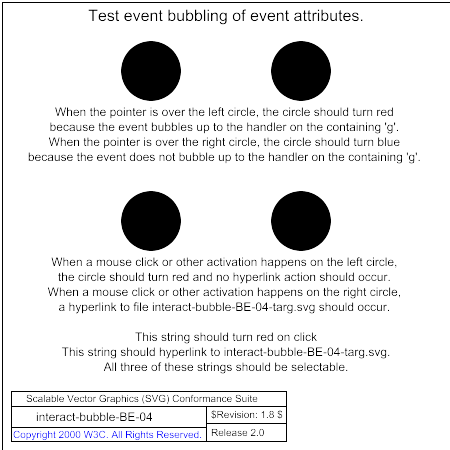 Test event bubbling of event attributes.
When the pointer is over the left circle, the circle should turn red
because the event bubbles up to the handler on the containing 'g'.
When the pointer is over the right circle, the circle should turn blue
because the event does not bubble up to the handler on the containing 'g'.
When a mouse click or other activation happens on the left circle,
the circle should turn red and no hyperlink action should occur.
When a mouse click or other activation happens on the right circle,
a hyperlink to file interact-bubble-BE-04-targ.svg should occur.
This string should turn red on click
This string should hyperlink to interact-bubble-BE-04-targ.svg.
All three of these strings should be selectable.
Scalable Vector Graphics (SVG) Conformance Suite
interact-bubble-BE-04
$Revision: 1.8 $
Copyright 2000 W3C. All Rights Reserved.
Release 2.0